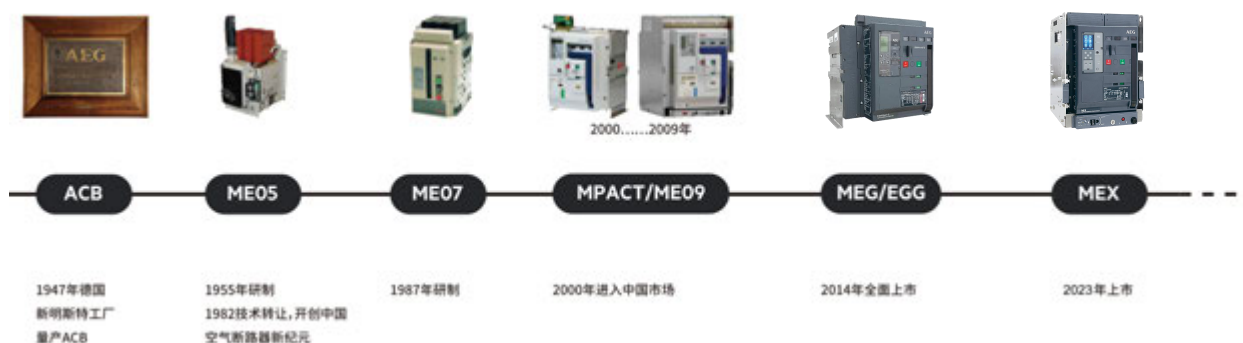 AEG
2000......2009年
ACB
ME05
ME07
MPACT/ME09
MEG/EGG
MEX
1947年德国
新明斯特工厂
量产ACB
1955年研制
1982技术转让,开创中国
空气断路器新纪元
1987年研制
2000年进入中国市场
2014年全面上市
2023年上市